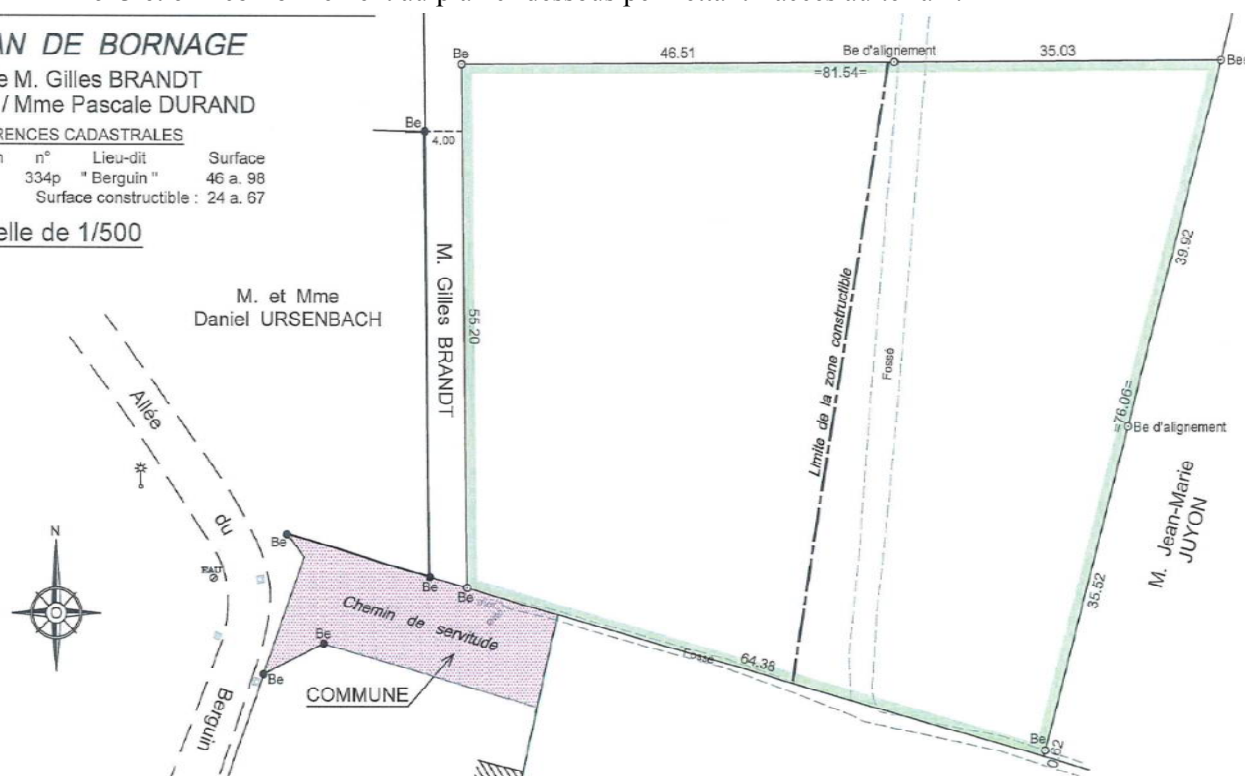 AN DE BORNAGE
e M. Gilles BRANDT
/ Mme Pascale DURAND
RENCES CADASTRALES
n° Lieu-dit Surface
334p " Berguin " 46 a. 98
Surface constructible : 24 a. 67
elle de 1/500
M. et Mme
Daniel URSENBACH
Be
46.51
Be d'alignement
35.03
Be
=81.54=
Be
4.00
M. Gilles BRANDT
55.20
Limite de la zone constructible
Fossé
39.92
=76.06=
Be d'alignement
M. Jean-Marie
JUYON
35.52
Allée
du
Berguin
N
EAU
Be
Be
Be
Chemin de servitude
Be
Be
COMMUNE
Fossé
64.36
Be
0.62